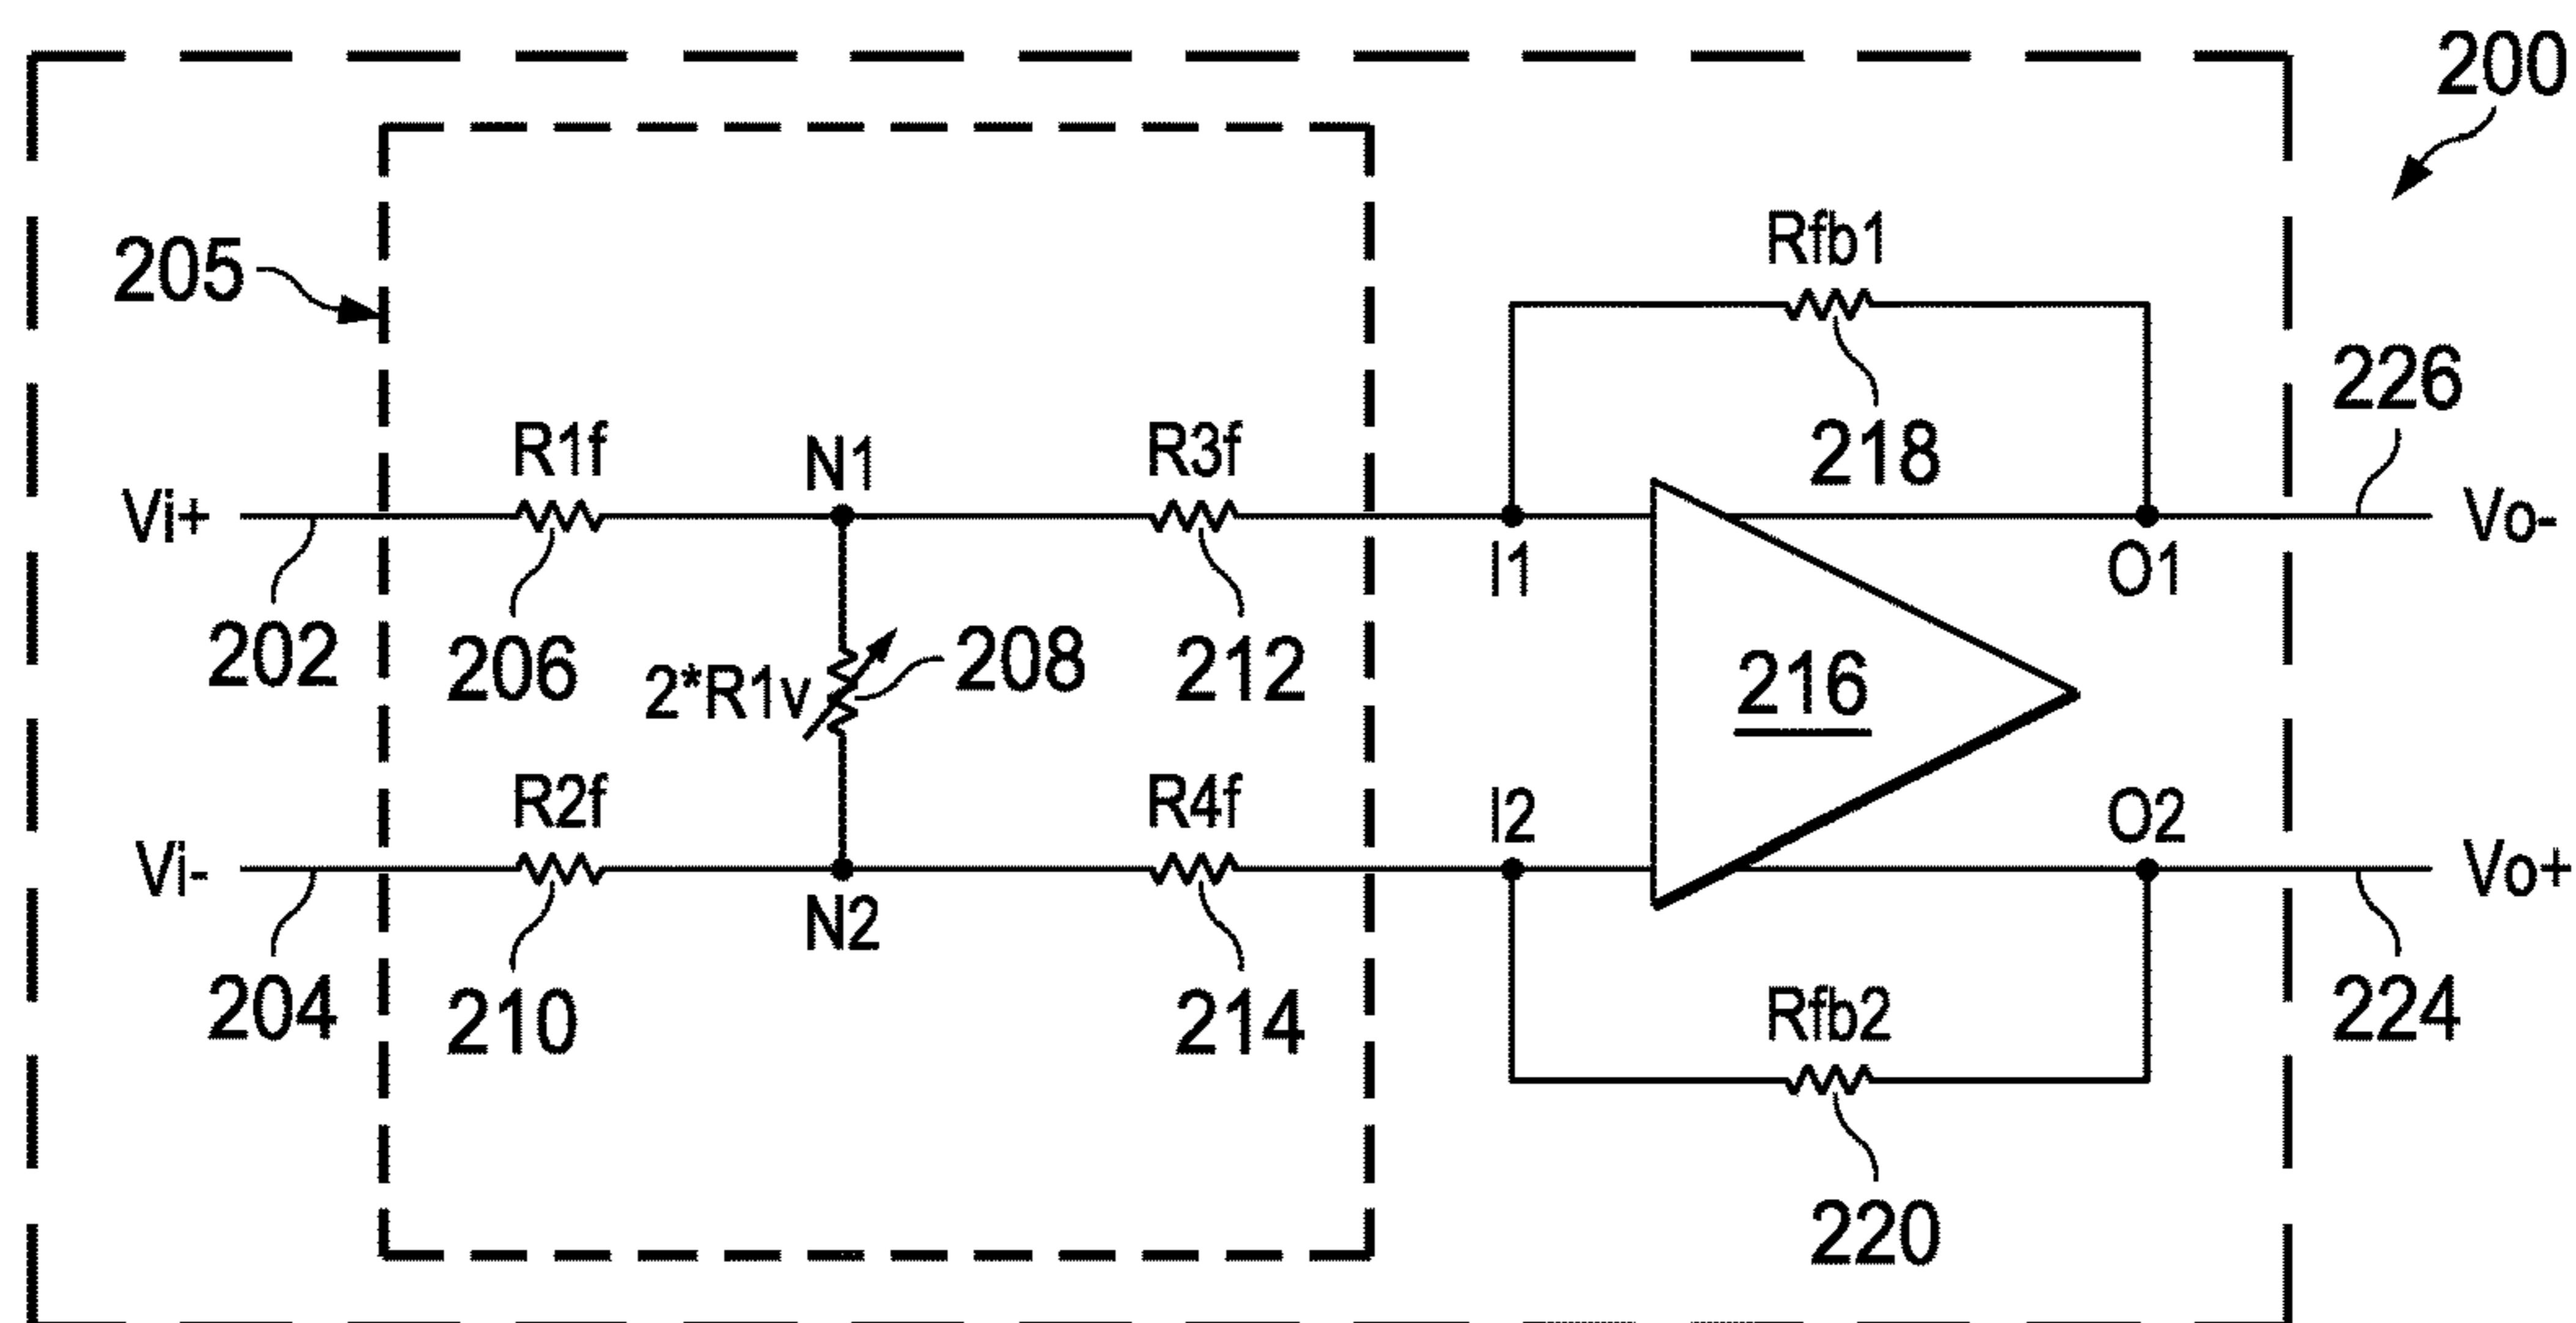 200
205
Rfb1
218
226
R1f
N1
R3f
Vi+
Vo-
I1
O1
202
206
2*R1v
208
212
216
R2f
R4f
I2
O2
Vi-
N2
Vo+
204
210
214
Rfb2
224
220